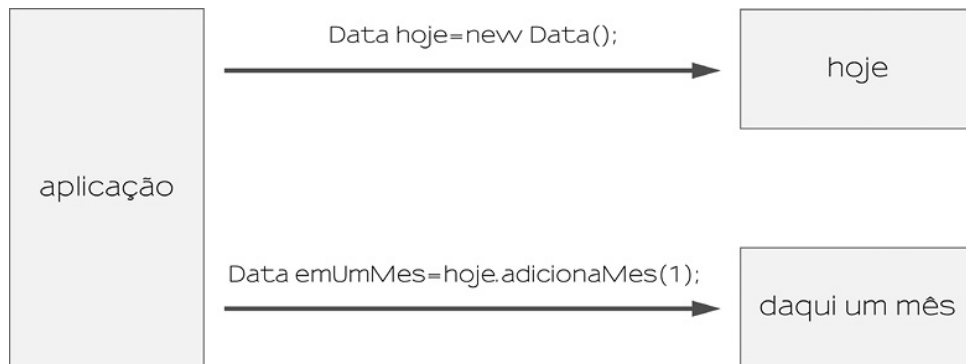 Data hoje=new Data();
hoje
aplicação
Data emUmMes=hoje.adicionaMes(1);
daqui um mês